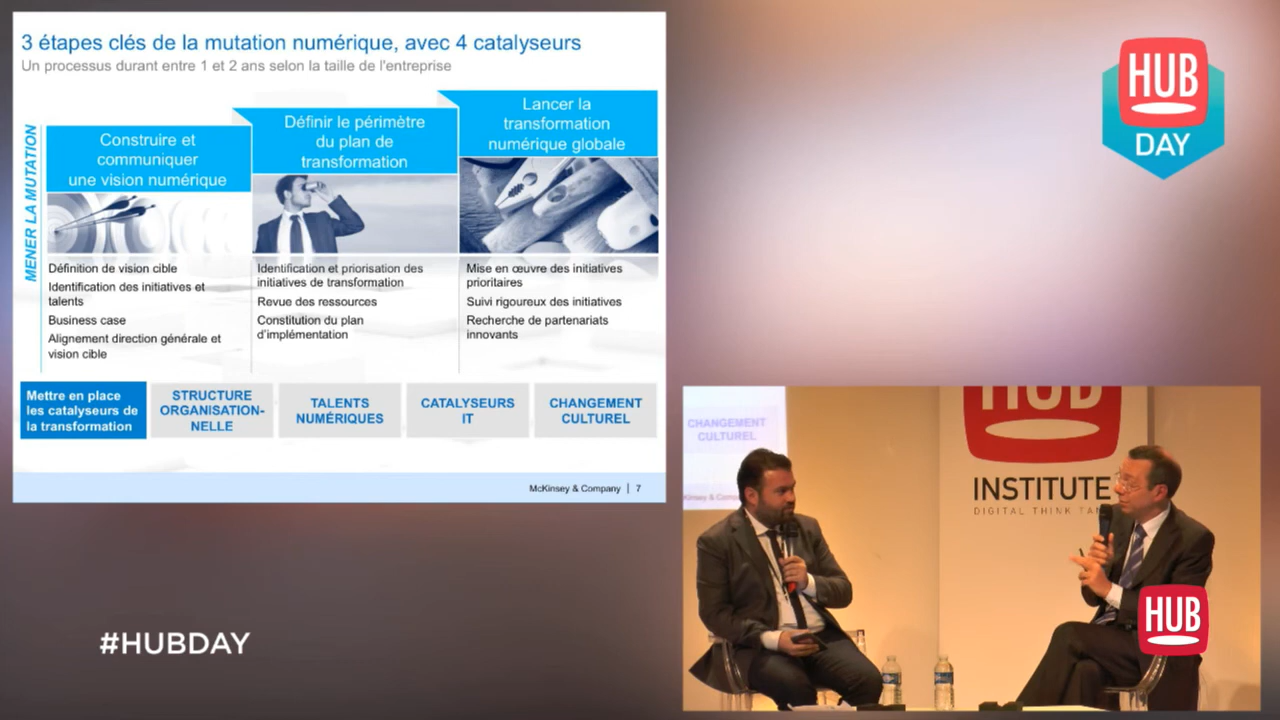 3 étapes clés de la mutation numérique, avec 4 catalyseurs
Un processus durant entre 1 et 2 ans selon la taille de l'entreprise
MENER LA MUTATION
Construire et
communiquer
une vision numérique
Définir le périmètre
du plan de
transformation
Lancer la
transformation
numérique globale
Définition de vision cible
Identification des initiatives et
talents
Business case
Alignement direction générale et
vision cible
Identification et priorisation des
initiatives de transformation
Revue des ressources
Constitution du plan
d'implémentation
Mise en œuvre des initiatives
prioritaires
Suivi rigoureux des initiatives
Recherche de partenariats
innovants
Mettre en place
les catalyseurs de
la transformation
STRUCTURE
ORGANISATION-
NELLE
TALENTS
NUMÉRIQUES
CATALYSEURS
IT
CHANGEMENT
CULTUREL
McKinsey & Company | 7
HUB
DAY
#HUBDAY
CHANGEMENT
CULTUREL
HUB
INSTITUTE
DIGITAL THINK
HUB